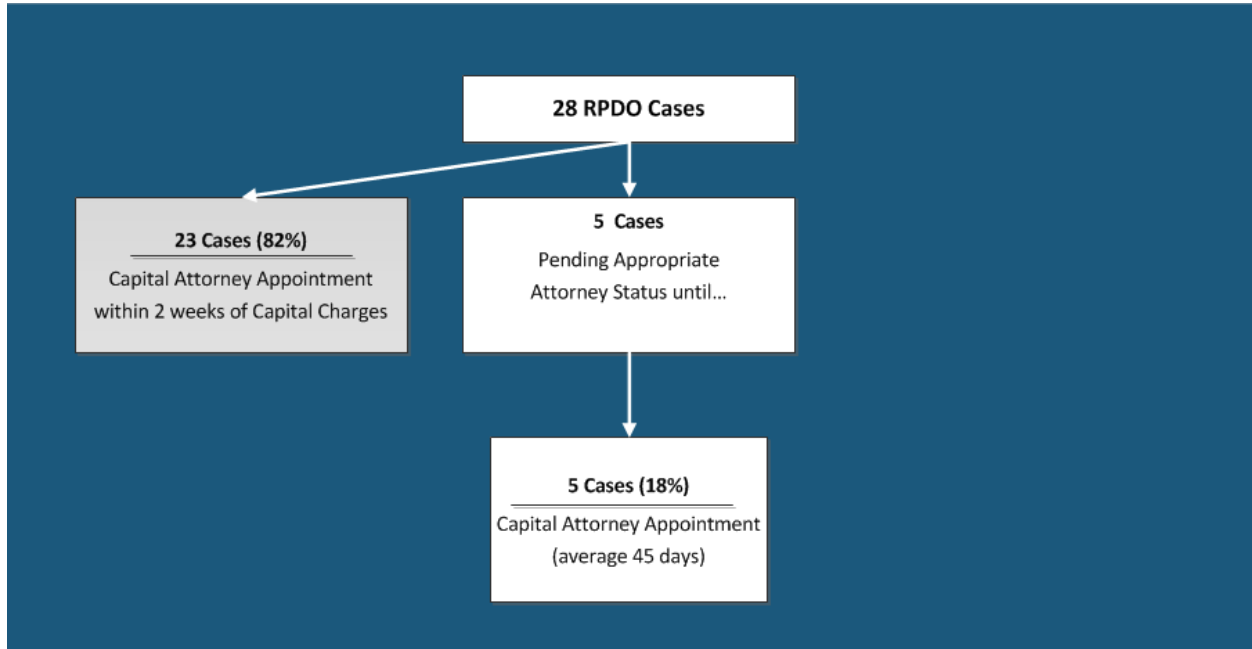 28 RPDO Cases
23 Cases (82%)
Capital Attorney Appointment
within 2 weeks of Capital Charges
5 Cases
Pending Appropriate
Attorney Status until...
5 Cases (18%)
Capital Attorney Appointment
(average 45 days)